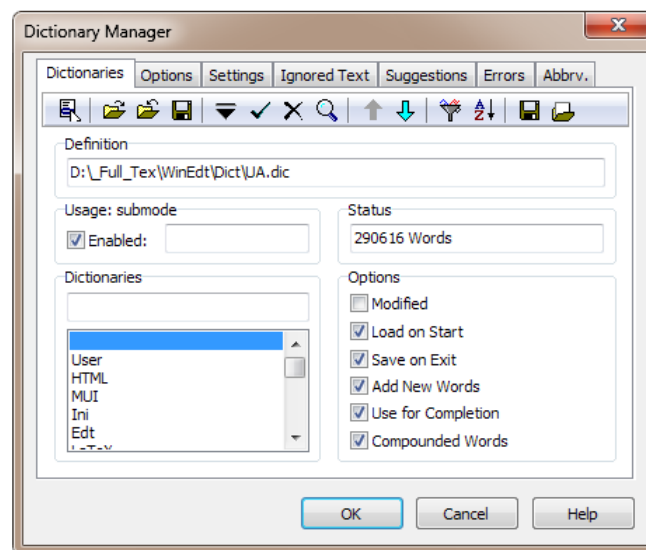 Dictionary Manager
Dictionaries Options Settings Ignored Text Suggestions Errors Abbrv.
Definition
D:\_Full_Tex\WinEdt\Dict\UA.dic
Usage: submode
Enabled:
Status
290616 Words
Dictionaries
User
HTML
MUI
Ini
Edt
LaTeX
Options
Modified
Load on Start
Save on Exit
Add New Words
Use for Completion
Compounded Words
OK Cancel Help